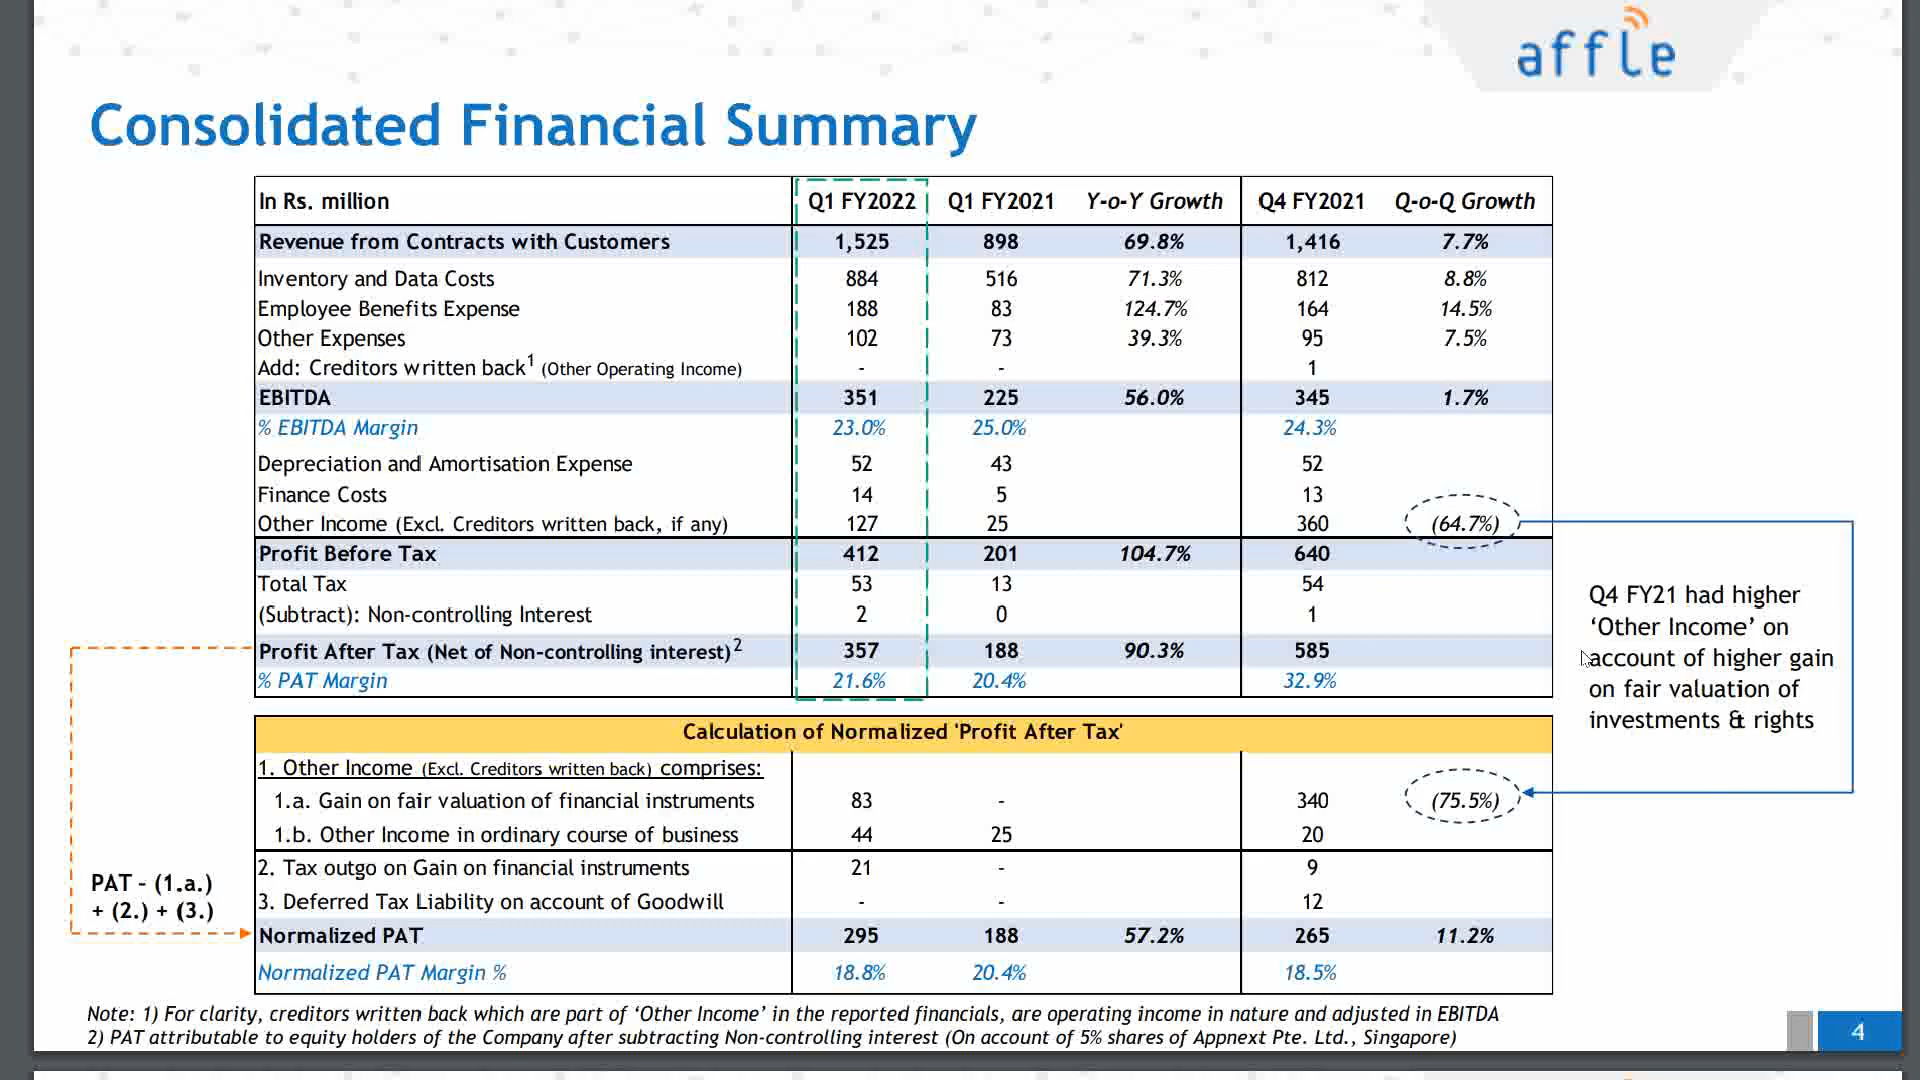 affle
Consolidated Financial Summary
In Rs. million Q1 FY2022 Q1 FY2021 Y-o-Y Growth Q4 FY2021 Q-o-Q Growth
Revenue from Contracts with Customers 1,525 898 69.8% 1,416 7.7%
Inventory and Data Costs 884 516 71.3% 812 8.8%
Employee Benefits Expense 188 83 124.7% 164 14.5%
Other Expenses 102 73 39.3% 95 7.5%
Add: Creditors written back1 (Other Operating Income) - - 1
EBITDA 351 225 56.0% 345 1.7%
% EBITDA Margin 23.0% 25.0% 24.3%
Depreciation and Amortisation Expense 52 43 52
Finance Costs 14 5 13
Other Income (Excl. Creditors written back, if any) 127 25 360 (64.7%)
Profit Before Tax 412 201 104.7% 640
Total Tax 53 13 54
(Subtract): Non-controlling Interest 2 0 1
Profit After Tax (Net of Non-controlling interest)2 357 188 90.3% 585
% PAT Margin 21.6% 20.4% 32.9%
Q4 FY21 had higher
‘Other Income’ on
account of higher gain
on fair valuation of
investments & rights
Calculation of Normalized 'Profit After Tax'
1. Other Income (Excl. Creditors written back) comprises:
1.a. Gain on fair valuation of financial instruments 83 - 340 (75.5%)
1.b. Other Income in ordinary course of business 44 25 20
2. Tax outgo on Gain on financial instruments 21 - 9
3. Deferred Tax Liability on account of Goodwill - - 12
Normalized PAT 295 188 57.2% 265 11.2%
Normalized PAT Margin % 18.8% 20.4% 18.5%
PAT - (1.a.)
+ (2.) + (3.)
Note: 1) For clarity, creditors written back which are part of ‘Other Income’ in the reported financials, are operating income in nature and adjusted in EBITDA
2) PAT attributable to equity holders of the Company after subtracting Non-controlling interest (On account of 5% shares of Appnext Pte. Ltd., Singapore)
4